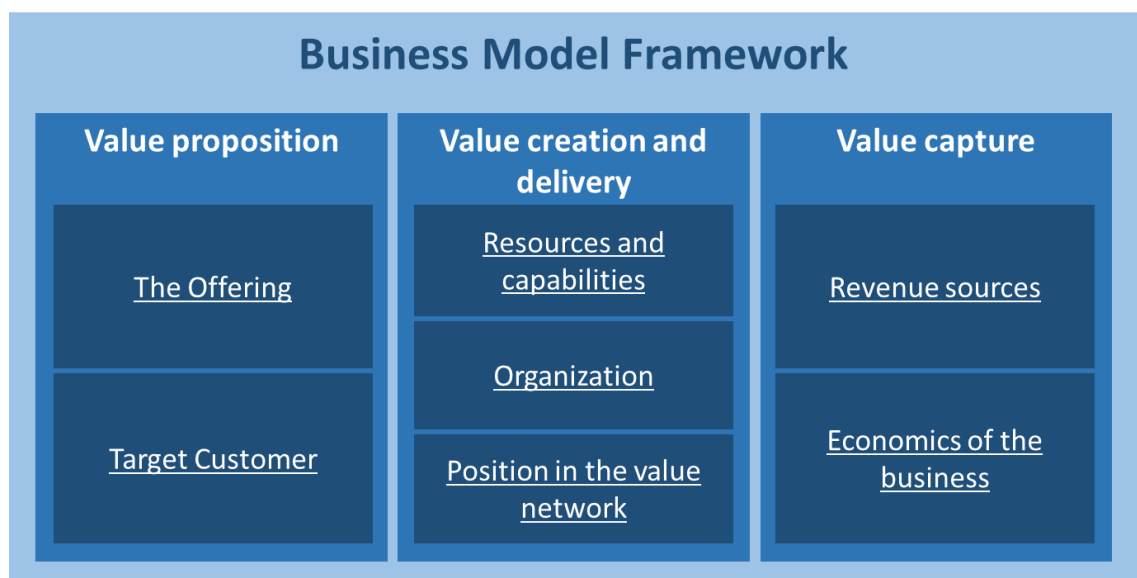 Business Model Framework
Value proposition
The Offering
Target Customer
Value creation and
delivery
Resources and
capabilities
Organization
Position in the value
network
Value capture
Revenue sources
Economics of the
business